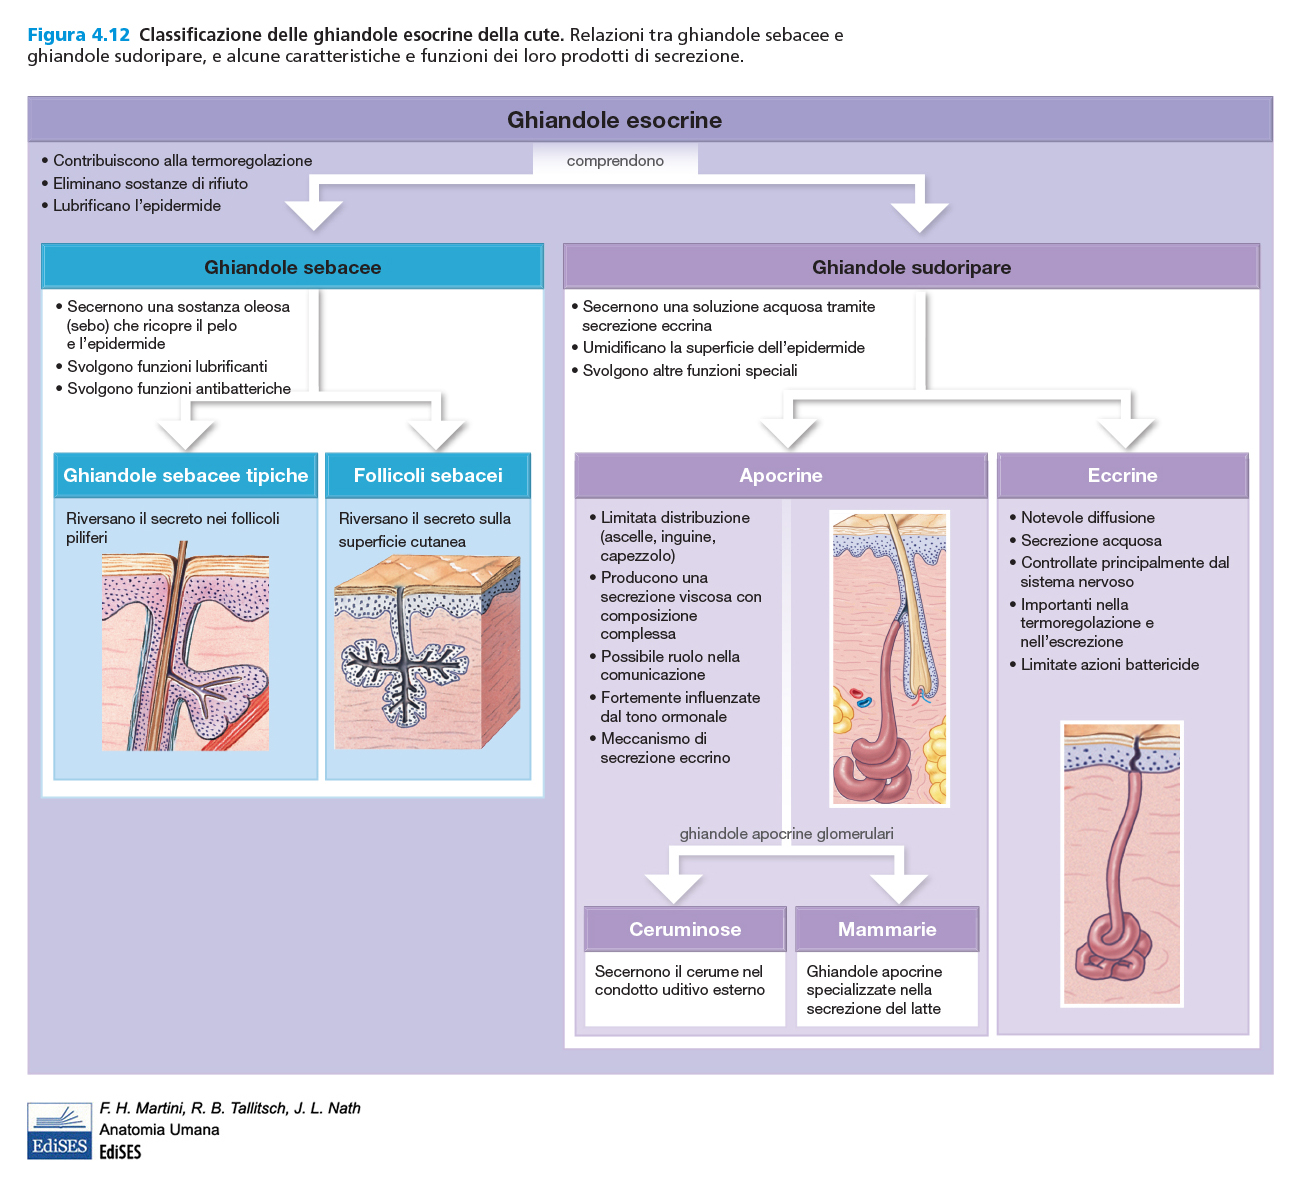 Figura 4.12 Classificazione delle ghiandole esocrine della cute. Relazioni tra ghiandole sebacee e
ghiandole sudoripare, e alcune caratteristiche e funzioni dei loro prodotti di secrezione.
Ghiandole esocrine
• Contribuiscono alla termoregolazione
• Eliminano sostanze di rifiuto
• Lubrificano l'epidermide
comprendono
Ghiandole sebacee
• Secernono una sostanza oleosa
(sebo) che ricopre il pelo
e l'epidermide
• Svolgono funzioni lubrificanti
• Svolgono funzioni antibatteriche
Ghiandole sebacee tipiche
Riversano il secreto nei follicoli
piliferi
Follicoli sebacei
Riversano il secreto sulla
superficie cutanea
Ghiandole sudoripare
• Secernono una soluzione acquosa tramite
secrezione eccrina
• Umidificano la superficie dell'epidermide
• Svolgono altre funzioni speciali
Apocrine
• Limitata distribuzione
(ascelle, inguine,
capezzolo)
• Producono una
secrezione viscosa con
composizione
complessa
• Possibile ruolo nella
comunicazione
• Fortemente influenzate
dal tono ormonale
• Meccanismo di
secrezione eccrino
ghiandole apocrine glomerulari
Ceruminose
Secernono il cerume nel
condotto uditivo esterno
Mammarie
Ghiandole apocrine
specializzate nella
secrezione del latte
Eccrine
• Notevole diffusione
• Secrezione acquosa
• Controllate principalmente dal
sistema nervoso
• Importanti nella
termoregolazione e
nell'escrezione
• Limitate azioni battericide
EdiSES
F. H. Martini, R. B. Tallitsch, J. L. Nath
Anatomia Umana
EdiSES